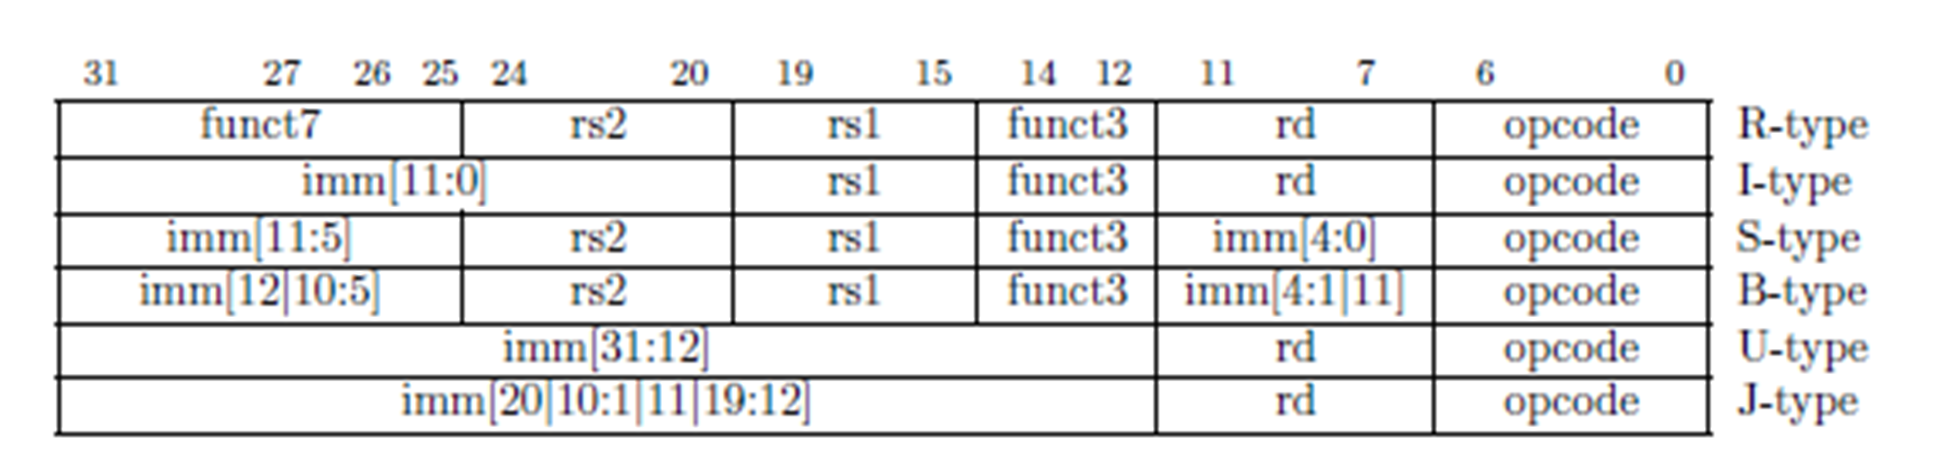 31 27 26 25 24 20 19 15 14 12 11 7 6 0
funct7 rs2 rs1 funct3 rd opcode R-type
imm[11:0] rs1 funct3 rd opcode I-type
imm[11:5] rs2 rs1 funct3 imm[4:0] opcode S-type
imm[12|10:5] rs2 rs1 funct3 imm[4:1|11] opcode B-type
imm[31:12] rd opcode U-type
imm[20|10:1|11|19:12] rd opcode J-type